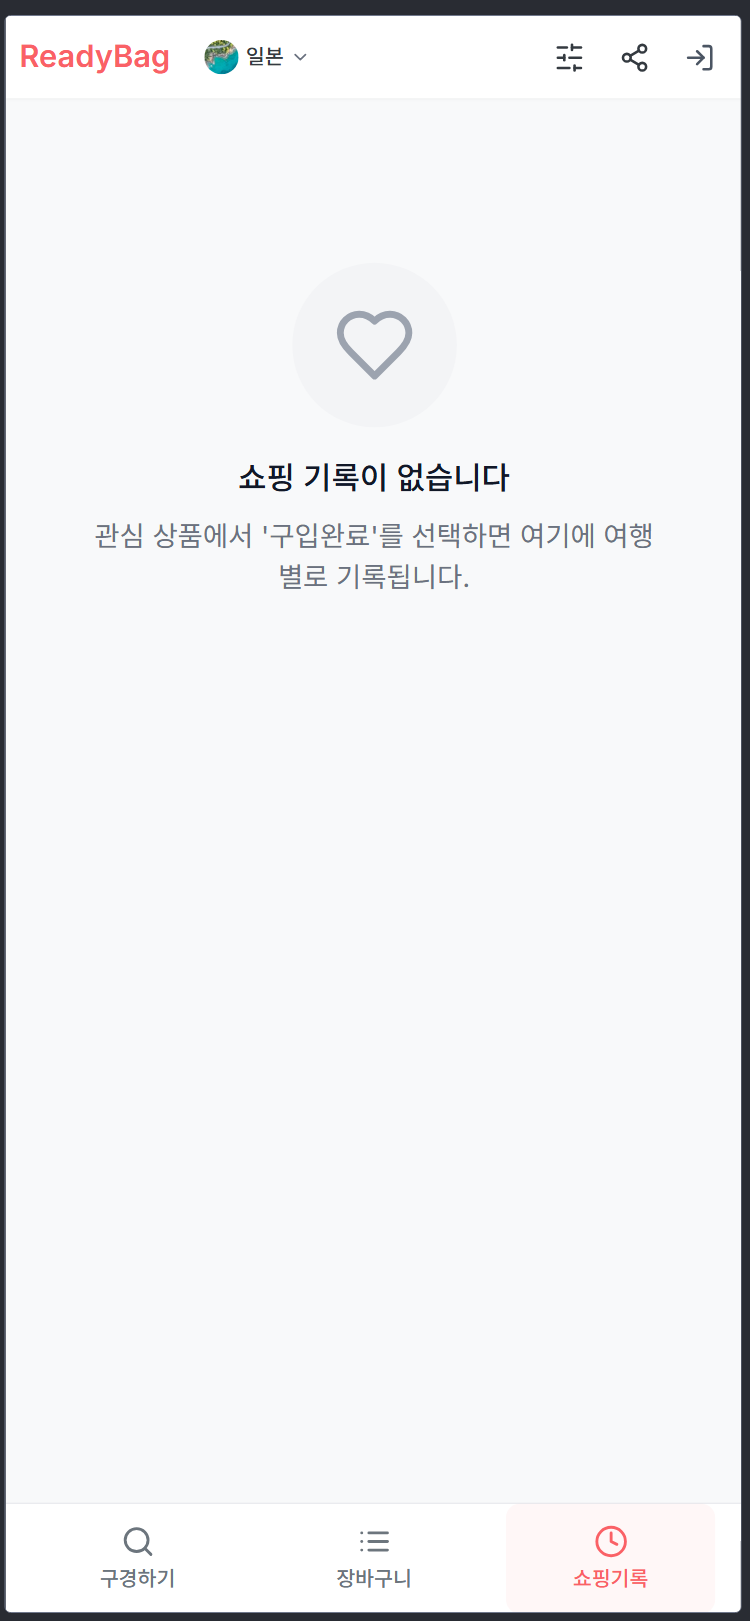 ReadyBag
일본
쇼핑 기록이 없습니다
관심 상품에서 '구입완료'를 선택하면 여기에 여행
별로 기록됩니다.
구경하기
장바구니
쇼핑기록